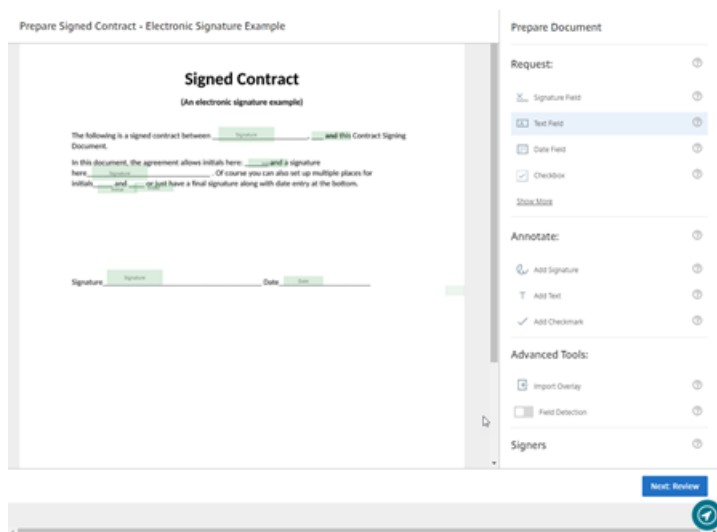 Prepare Signed Contract - Electronic Signature Example
Signed Contract
(An electronic signature example)
The following is a signed contract between Signature, and this Contract Signing
Document.
In this document, the agreement allows initials here: and a signature
here Signature. Of course you can also set up multiple places for
initials and or just have a final signature along with date entry at the bottom.
Signature Signature Date Date
Prepare Document
Request:
Signature Field
Text Field
Date Field
Checkbox
Show More
Annotate:
Add Signature
T Add Text
Add Checkmark
Advanced Tools:
Import Overlay
Field Detection
Signers
Next: Review